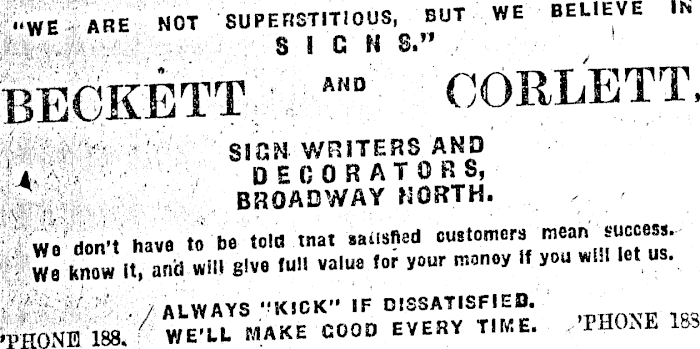 "WE ARE NOT SUPERSTITIOUS, BUT WE BELIEVE IN
SIGNS."
BECKETT AND CORLETT,
SIGN WRITERS AND
DECORATORS,
BROADWAY NORTH.
We don't have to be told that satisfied customers mean success.
We know it, and will give full value for your money if you will let us.
ALWAYS "KICK" IF DISSATISFIED.
'PHONE 188. WE'LL MAKE GOOD EVERY TIME. 'PHONE 188